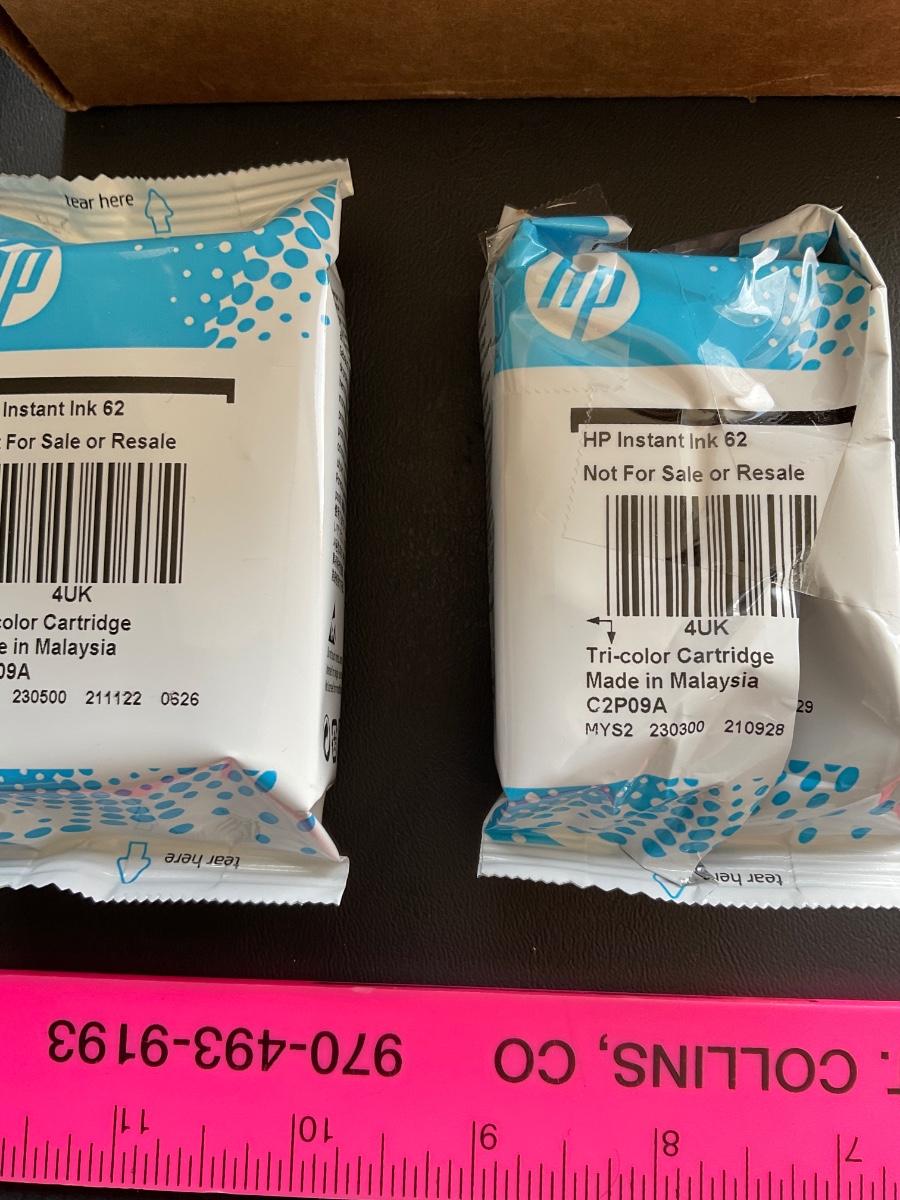 tear here
hp
Instant Ink 62
For Sale or Resale
4UK
color Cartridge
e in Malaysia
09A
230500 211122 0626
tear here
hp
HP Instant Ink 62
Not For Sale or Resale
4UK
Tri-color Cartridge
Made in Malaysia
C2P09A
29
MYS2 230300 210928
tear her
T. COLLINS, CO 970-493-9193
7 8 9 10 11